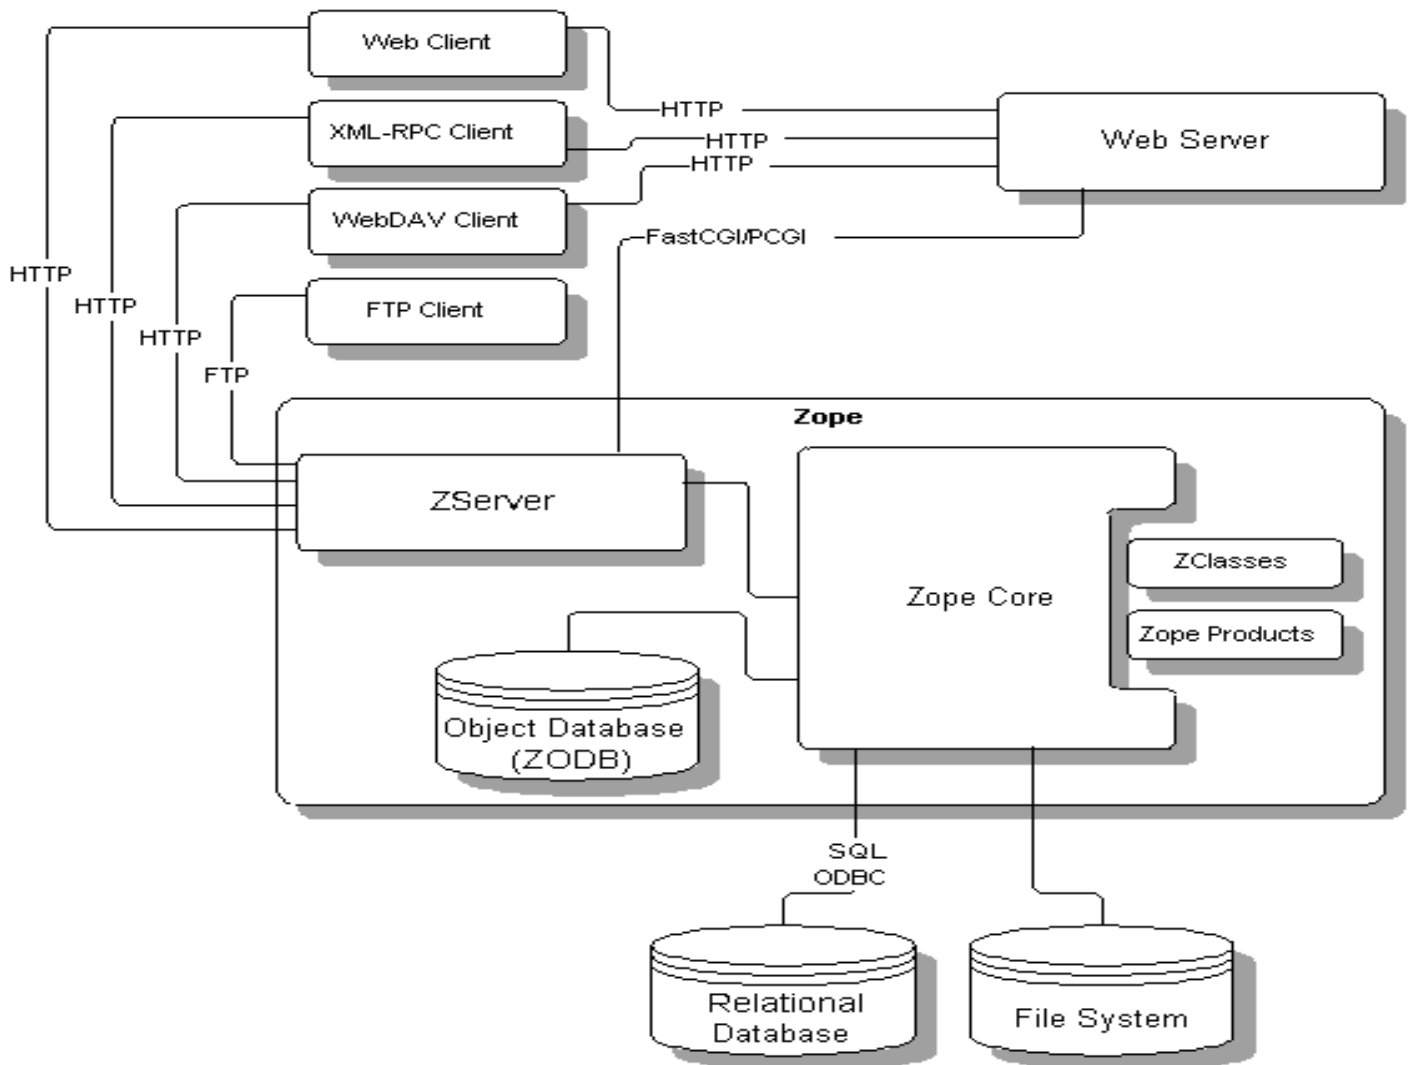 Web Client
HTTP
XML-RPC Client
HTTP
Web Server
HTTP
WebDAV Client
FastCGI/PCGI
HTTP
HTTP
FTP Client
HTTP
FTP
Zope
ZServer
ZClasses
Zope Core
Zope Products
Object Database
(ZODB)
SQL
ODBC
Relational
Database
File System